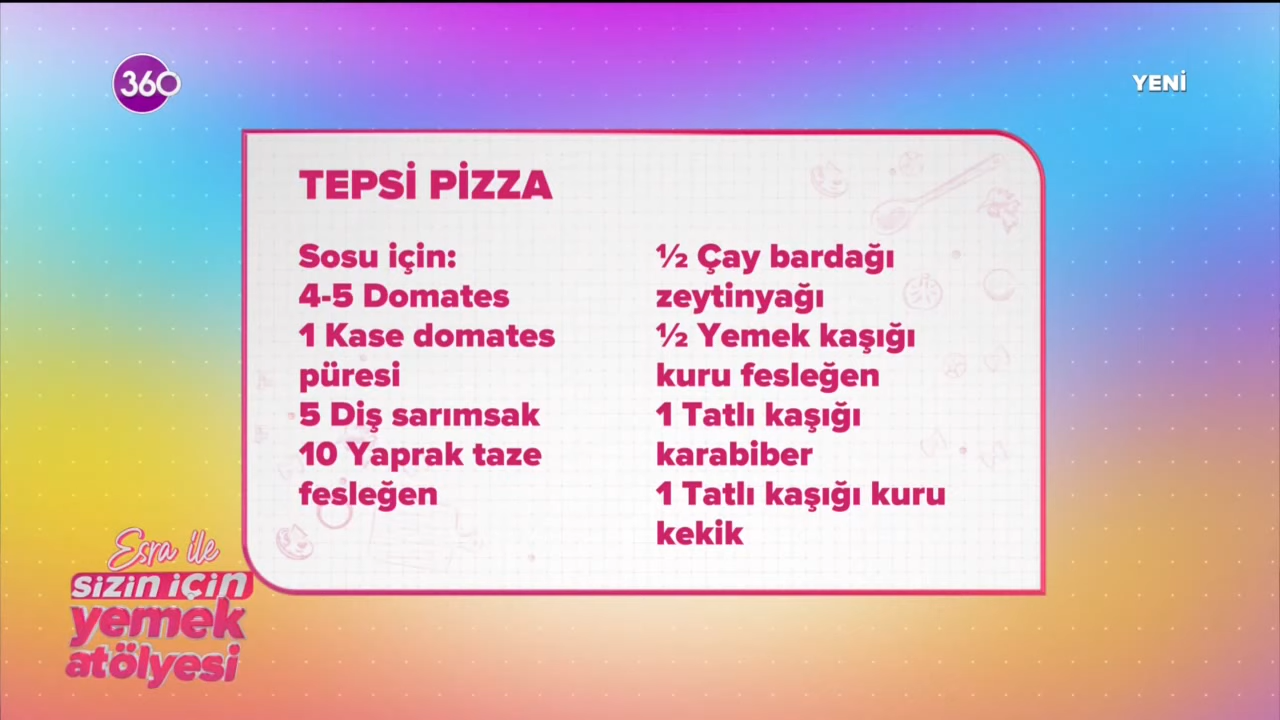 360
YENİ
TEPSİ PİZZA
Sosu için:
4-5 Domates
1 Kase domates
püresi
5 Diş sarımsak
10 Yaprak taze
fesleğen
½ Çay bardağı
zeytinyağı
½ Yemek kaşığı
kuru fesleğen
1 Tatlı kaşığı
karabiber
1 Tatlı kaşığı kuru
kekik
Esra ile
sizin için
yemek
atölyesi